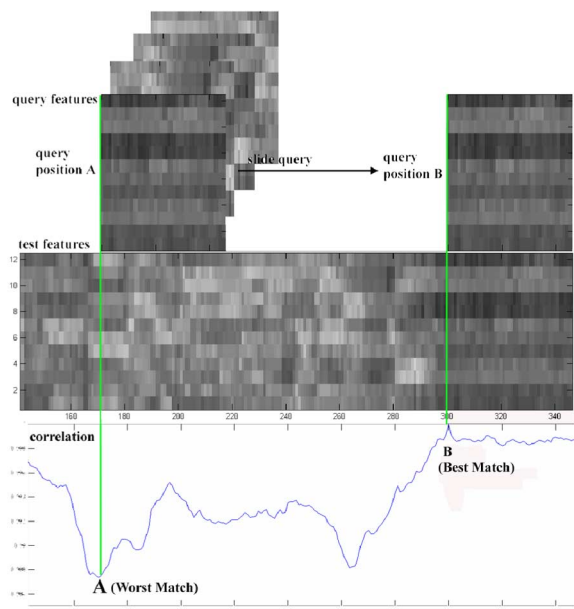 query features
query
position A
slide query
query
position B
test features
12
10
8
6
4
2
160
180
200
220
240
260
280
300
320
340
correlation
B
(Best Match)
A (Worst Match)